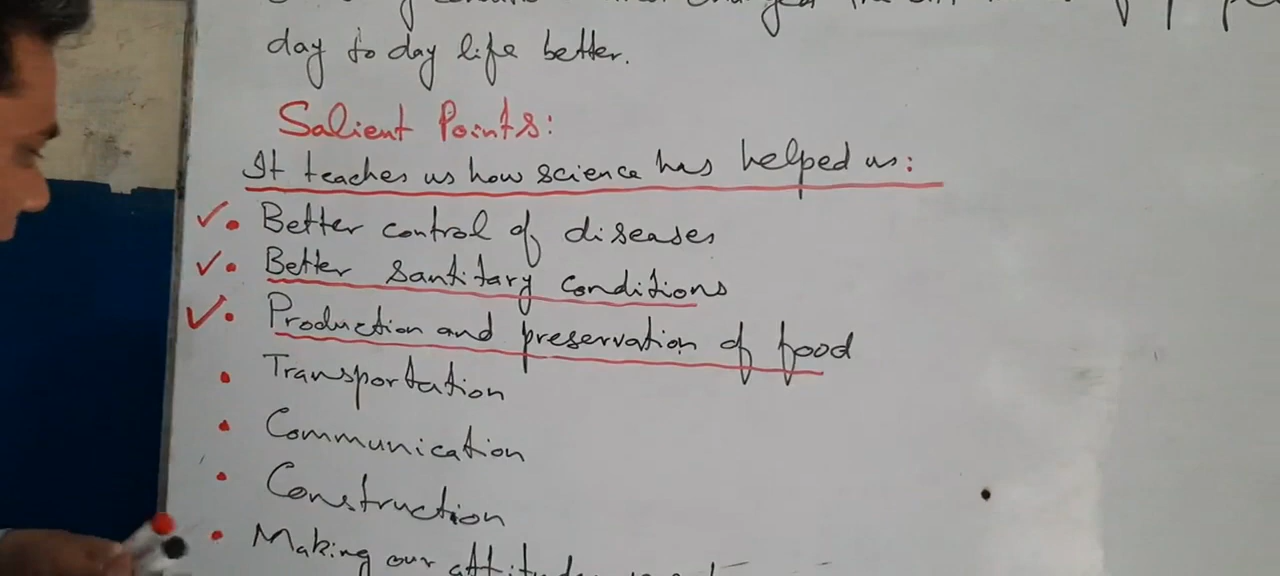 day to day life better.
Salient Points:
It teaches us how science has helped us:
• Better control of diseases
• Better sanitary conditions
• Production and preservation of food
• Transportation
• Communication
• Construction
• Making our